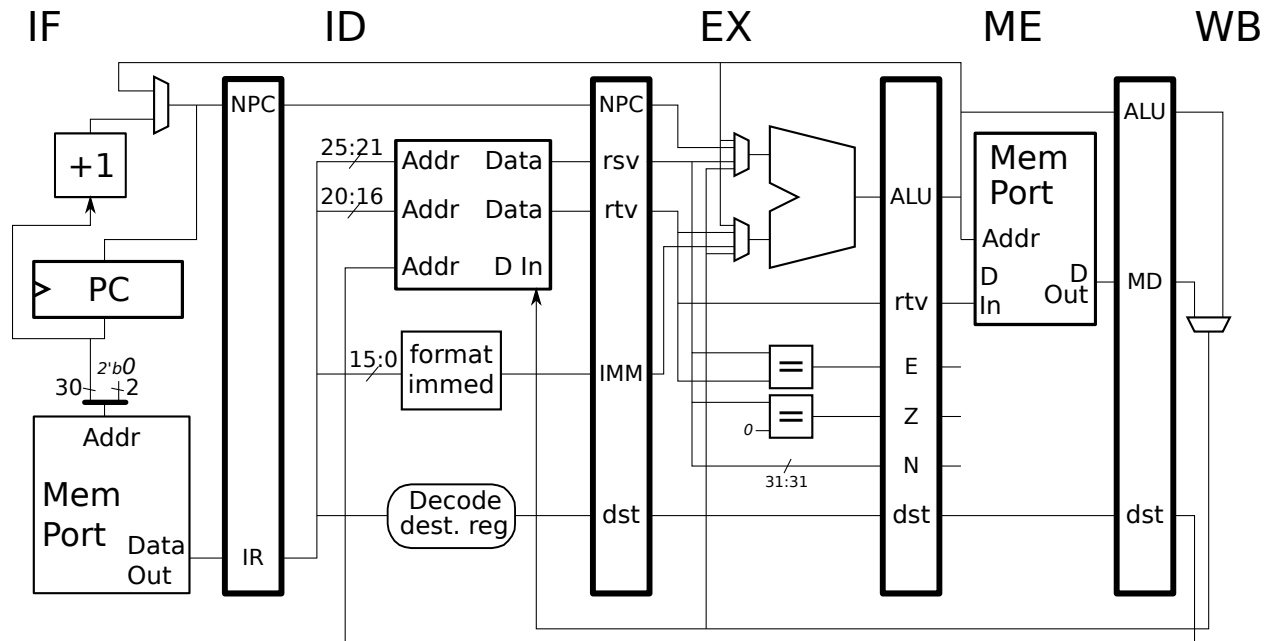 IF ID EX ME WB
NPC NPC ALU
+1
25:21 Addr Data rsv
20:16 Addr Data rtv
Addr D In
ALU
Mem
Port
Addr
D
In
D
Out
MD
PC
rtv
15:0 format
immed
IMM
= E
= Z
0
N
31:31
2'b0
30 2
Addr
Mem
Port
Data
Out
IR
Decode
dest. reg
dst dst dst